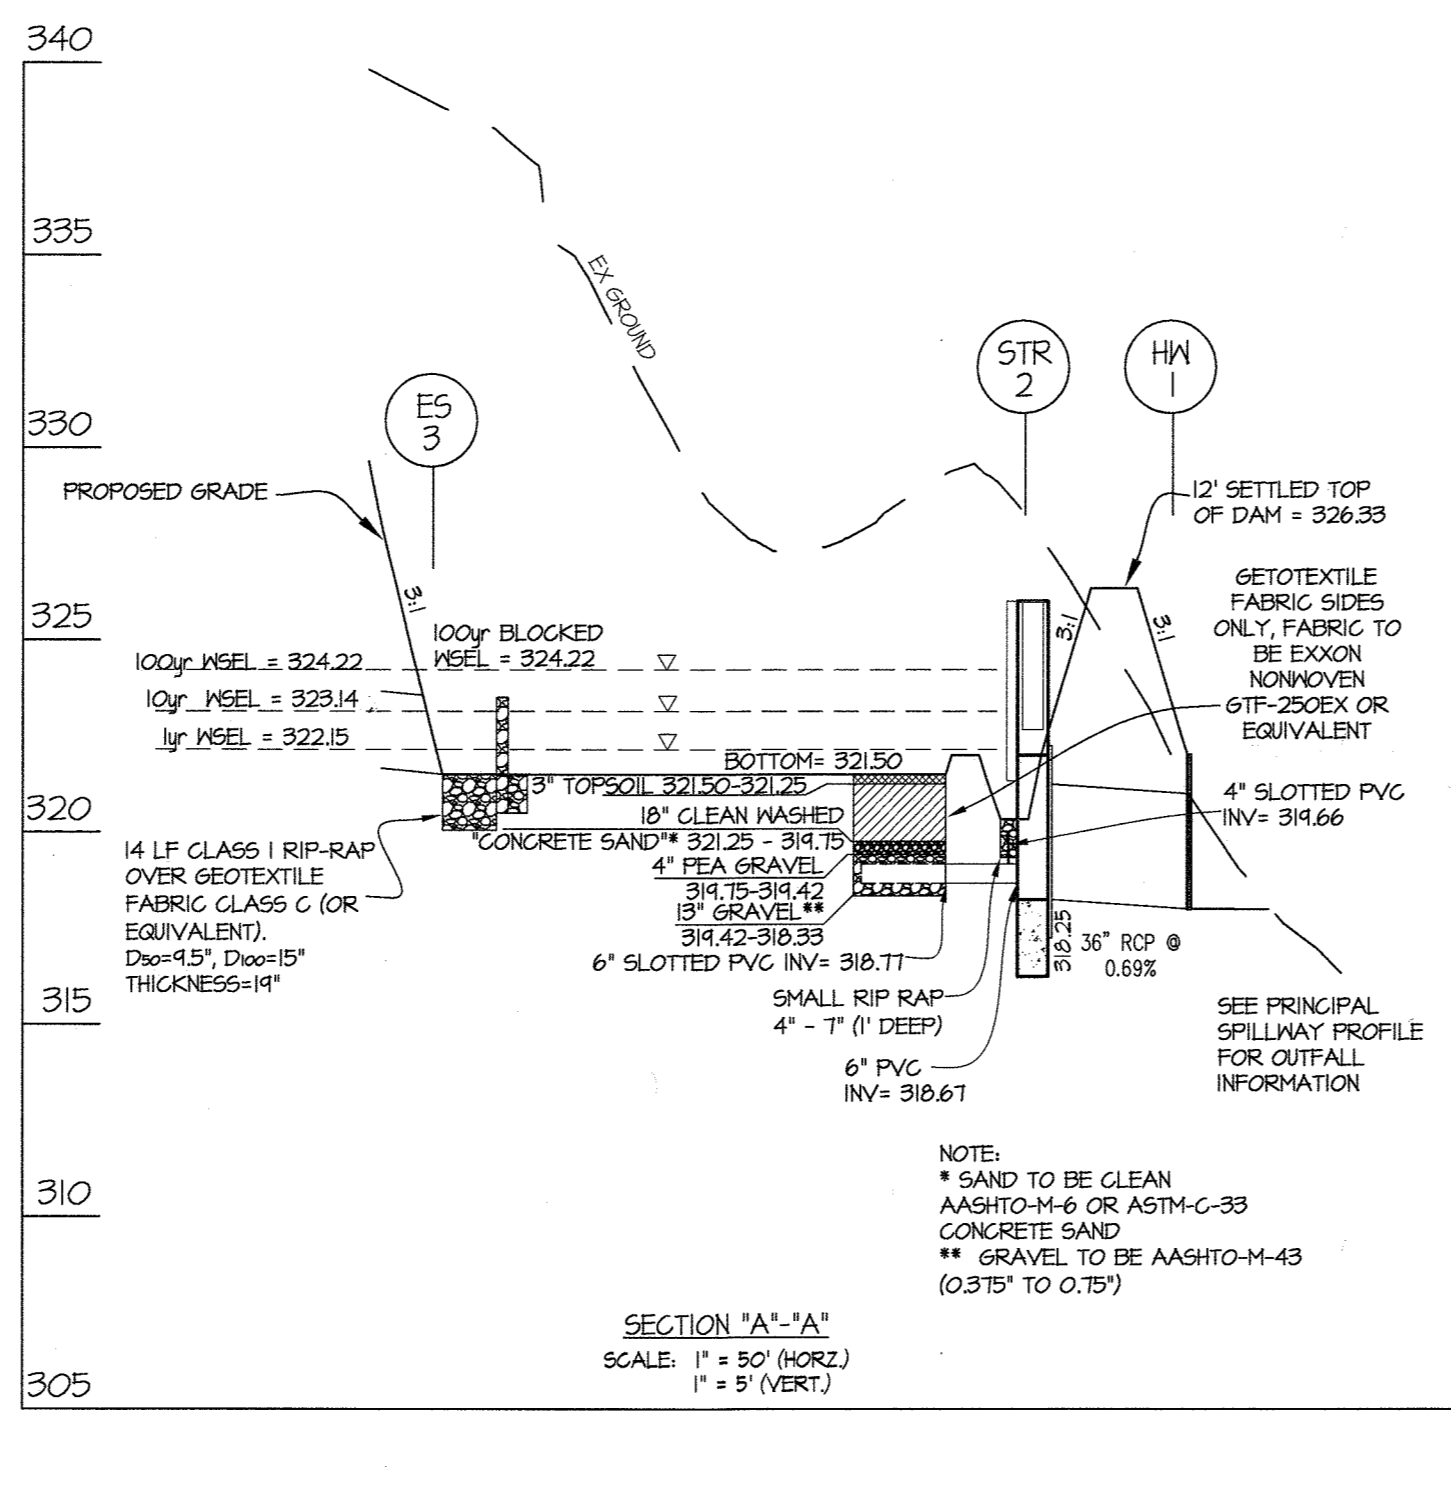 340
335
330
325
320
315
310
305
EX GROUND
ES
3
STR
2
HW
1
PROPOSED GRADE
3:1
12' SETTLED TOP
OF DAM = 326.33
3:1
3:1
GETOTEXTILE
FABRIC SIDES
ONLY, FABRIC TO
BE EXXON
NONWOVEN
GTF-250EX OR
EQUIVALENT
100yr BLOCKED
WSEL = 324.22
100yr WSEL = 324.22
10yr WSEL = 323.14
1yr WSEL = 322.15
BOTTOM= 321.50
3" TOPSOIL 321.50-321.25
18" CLEAN WASHED
"CONCRETE SAND"* 321.25 - 319.75
4" PEA GRAVEL
319.75-319.42
13" GRAVEL**
319.42-318.33
6" SLOTTED PVC INV= 318.77
SMALL RIP RAP
4" - 7" (1' DEEP)
6" PVC
INV= 318.67
4" SLOTTED PVC
INV= 319.66
14 LF CLASS 1 RIP-RAP
OVER GEOTEXTILE
FABRIC CLASS C (OR
EQUIVALENT).
D50=9.5", D100=15"
THICKNESS=19"
318.25
36" RCP @
0.69%
SEE PRINCIPAL
SPILLWAY PROFILE
FOR OUTFALL
INFORMATION
NOTE:
* SAND TO BE CLEAN
AASHTO-M-6 OR ASTM-C-33
CONCRETE SAND
** GRAVEL TO BE AASHTO-M-43
(0.375" TO 0.75")
SECTION "A"-"A"
SCALE: 1" = 50' (HORZ.)
1" = 5' (VERT.)